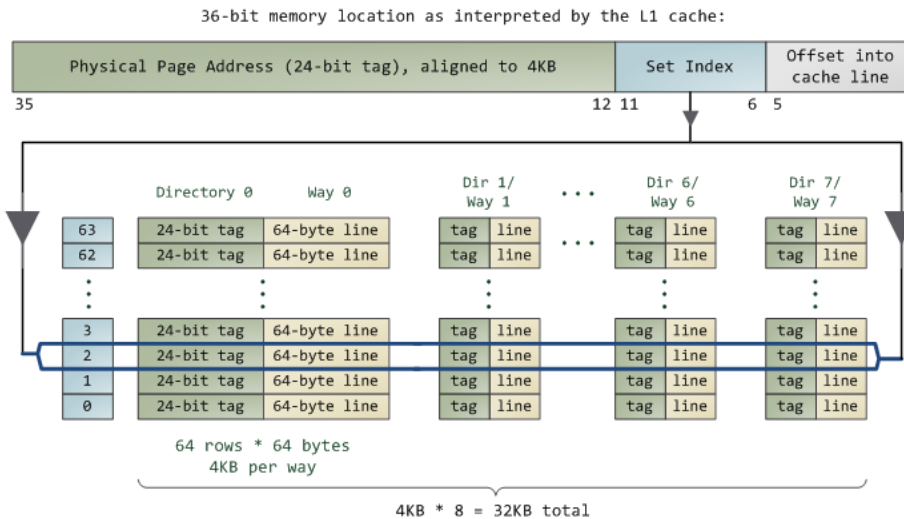 36-bit memory location as interpreted by the L1 cache:
Physical Page Address (24-bit tag), aligned to 4KB
Set Index
Offset into
cache line
35
12
11
6
5
Directory 0
Way 0
Dir 1/
Way 1
Dir 6/
Way 6
Dir 7/
Way 7
63
24-bit tag
64-byte line
tag
line
tag
line
tag
line
62
24-bit tag
64-byte line
tag
line
tag
line
tag
line
3
24-bit tag
64-byte line
tag
line
tag
line
tag
line
2
24-bit tag
64-byte line
tag
line
tag
line
tag
line
1
24-bit tag
64-byte line
tag
line
tag
line
tag
line
0
24-bit tag
64-byte line
tag
line
tag
line
tag
line
64 rows * 64 bytes
4KB per way
4KB * 8 = 32KB total